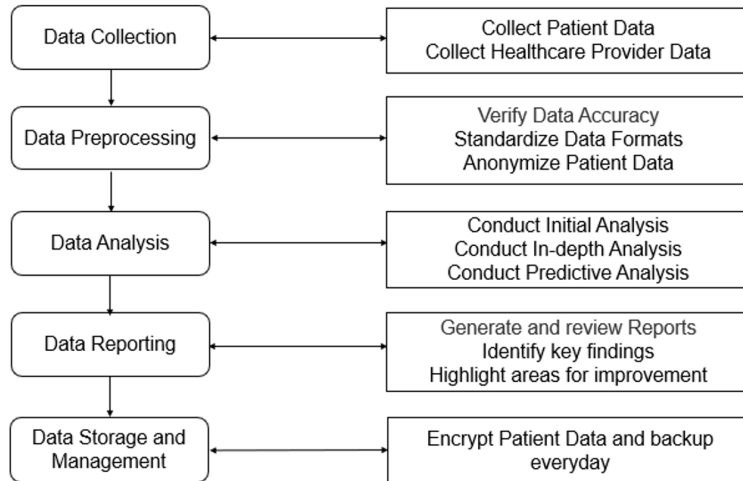 Data Collection
Collect Patient Data
Collect Healthcare Provider Data
Data Preprocessing
Verify Data Accuracy
Standardize Data Formats
Anonymize Patient Data
Data Analysis
Conduct Initial Analysis
Conduct In-depth Analysis
Conduct Predictive Analysis
Data Reporting
Generate and review Reports
Identify key findings
Highlight areas for improvement
Data Storage and
Management
Encrypt Patient Data and backup
everyday